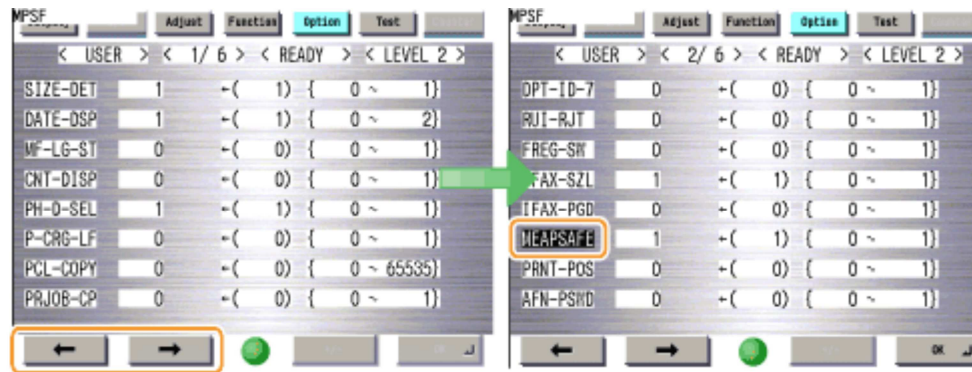 MPSF
Adjust Function Option Test
< USER > < 1/ 6 > < READY > < LEVEL 2 >
SIZE-DET 1 ←( 1) { 0 ~ 1}
DATE-DSP 1 ←( 1) { 0 ~ 2}
MF-LG-ST 0 ←( 0) { 0 ~ 1}
CNT-DISP 0 ←( 0) { 0 ~ 1}
PH-D-SEL 1 ←( 1) { 0 ~ 1}
P-CRG-LF 0 ←( 0) { 0 ~ 1}
PCL-COPY 0 ←( 0) { 0 ~ 65535}
PRJOB-CP 0 ←( 0) { 0 ~ 1}
← →
MPSF
Adjust Function Option Test
< USER > < 2/ 6 > < READY > < LEVEL 2 >
OPT-ID-7 0 ←( 0) { 0 ~ 1}
RUI-RJT 0 ←( 0) { 0 ~ 1}
FREG-SW 0 ←( 0) { 0 ~ 1}
FAX-SZL 1 ←( 1) { 0 ~ 1}
IFAX-PGD 0 ←( 0) { 0 ~ 1}
MEAPSAFE 1 ←( 1) { 0 ~ 1}
PRNT-POS 0 ←( 0) { 0 ~ 1}
AFN-PSWD 0 ←( 0) { 0 ~ 1}
← → OK